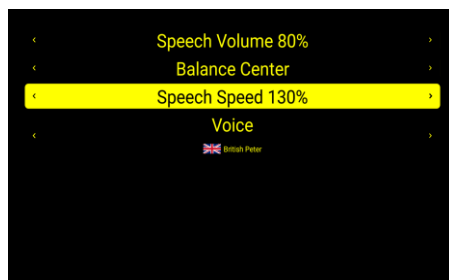 Speech Volume 80%
Balance Center
Speech Speed 130%
Voice
British Peter